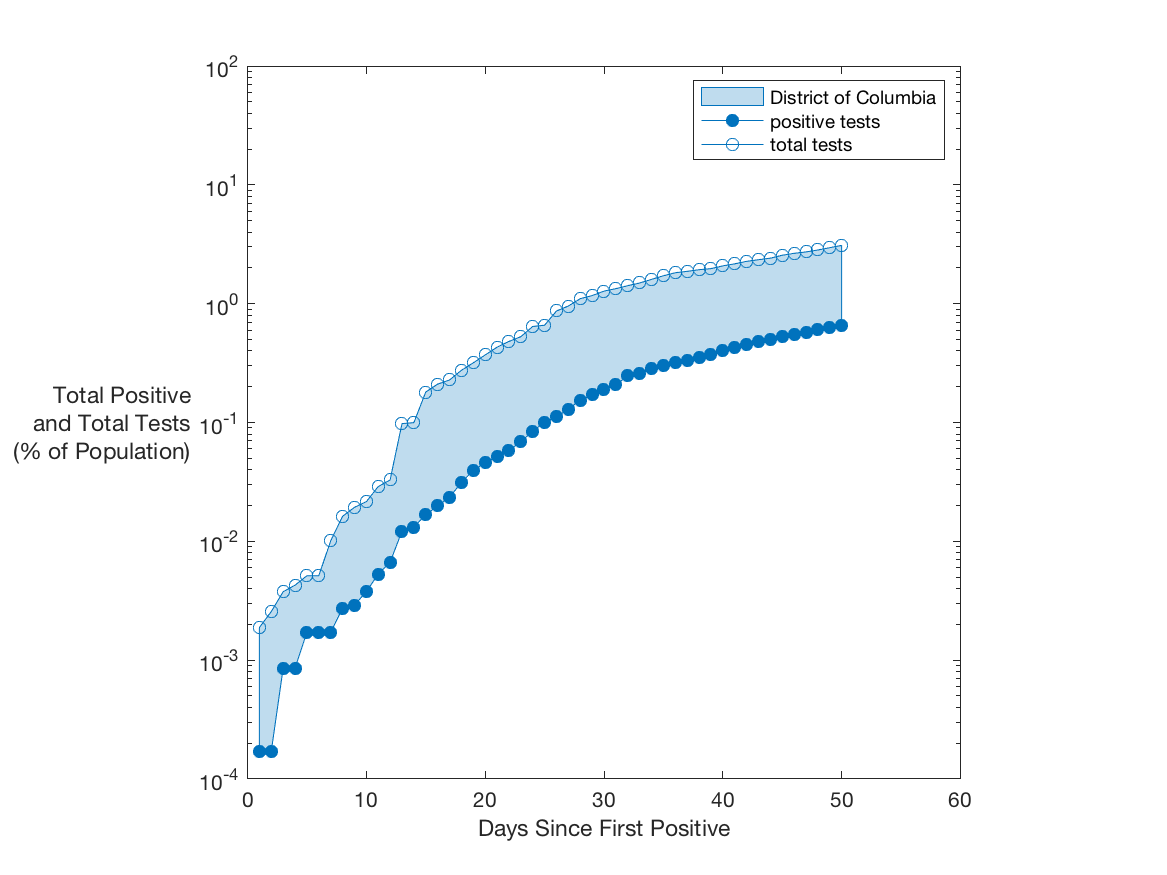 10^2
10^1
10^0
10^-1
10^-2
10^-3
10^-4
Total Positive
and Total Tests
(% of Population)
District of Columbia
positive tests
total tests
0 10 20 30 40 50 60
Days Since First Positive